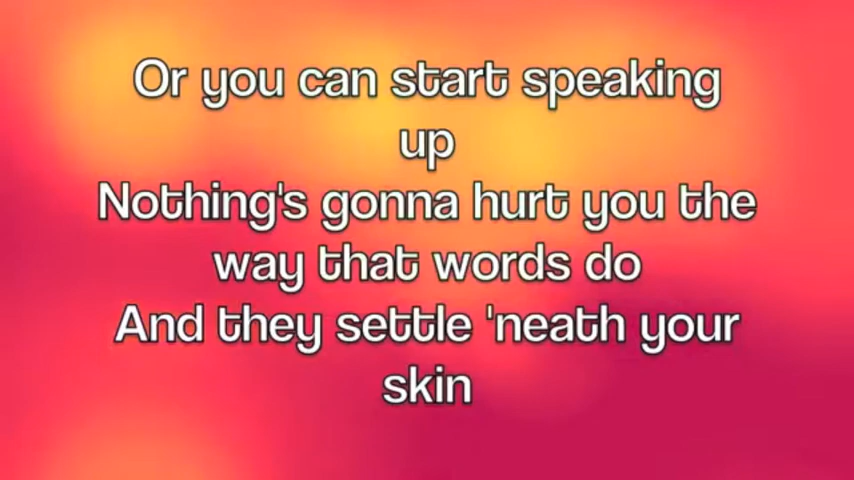 Or you can start speaking
up
Nothing's gonna hurt you the
way that words do
And they settle 'neath your
skin